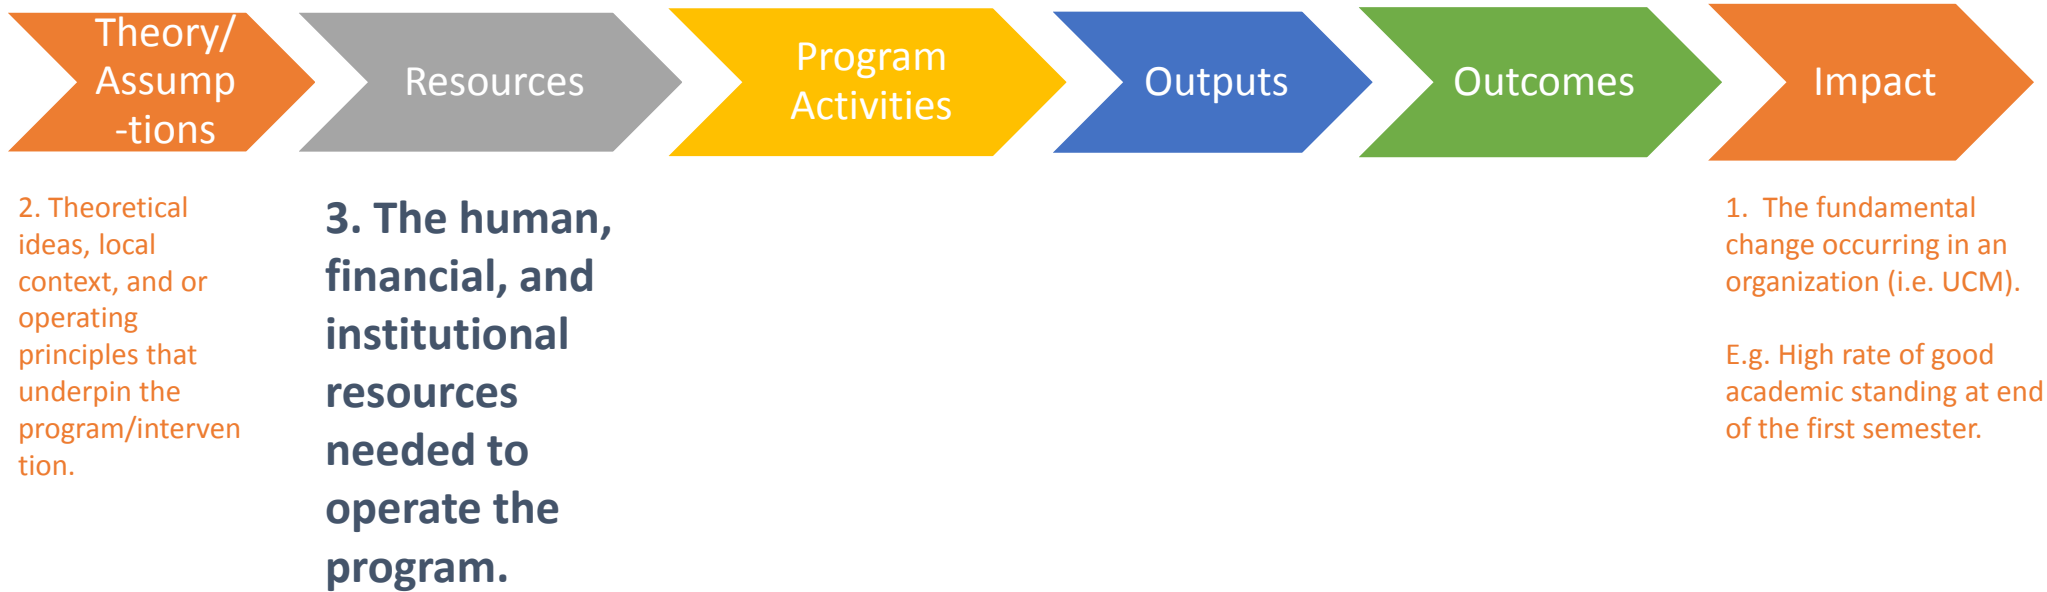 Theory/
Assump
-tions
Resources
Program
Activities
Outputs
Outcomes
Impact
2. Theoretical
ideas, local
context, and or
operating
principles that
underpin the
program/interven
tion.
3. The human,
financial, and
institutional
resources
needed to
operate the
program.
1. The fundamental
change occurring in an
organization (i.e. UCM).
E.g. High rate of good
academic standing at end
of the first semester.